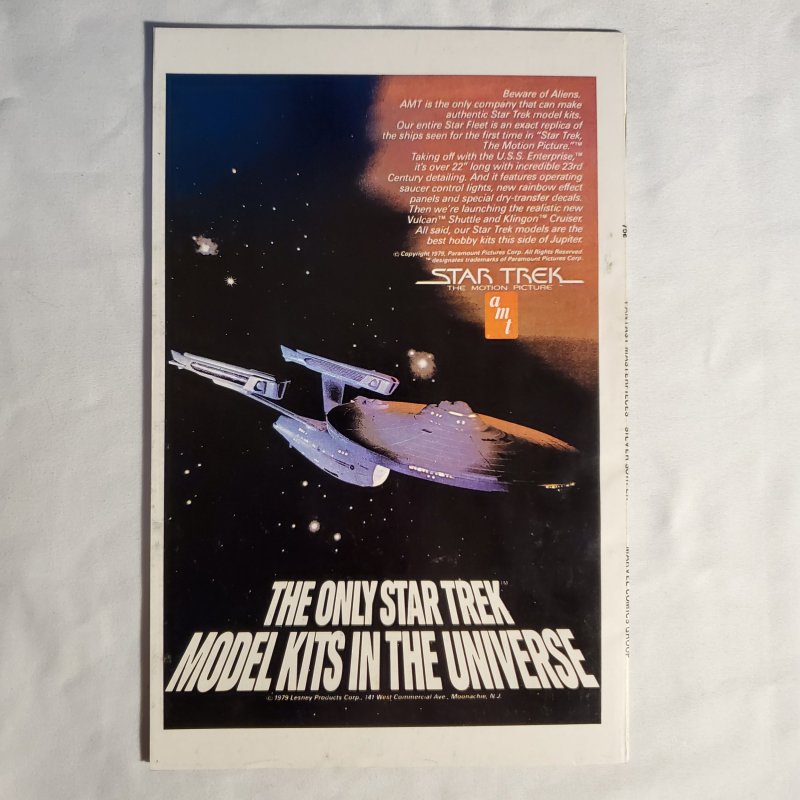 Beware of Aliens.
AMT is the only company that can make
authentic Star Trek model kits.
Our entire Star Fleet is an exact replica of
the ships seen for the first time in "Star Trek,
The Motion Picture."™
Taking off with the U.S.S. Enterprise,™
it's over 22" long with incredible 23rd
Century detailing. And it features operating
saucer control lights, new rainbow effect
panels and special dry-transfer decals.
Then we're launching the realistic new
Vulcan™ Shuttle and Klingon™ Cruiser.
All said, our Star Trek models are the
best hobby kits this side of Jupiter.
© Copyright 1979, Paramount Pictures Corp. All Rights Reserved.
™ designates trademarks of Paramount Pictures Corp.
STAR TREK
THE MOTION PICTURE
amt
THE ONLY STAR TREK™
MODEL KITS IN THE UNIVERSE
© 1979 Lesney Products Corp., 141 West Commercial Ave., Moonachie, N.J.
FANTASY MASTERPIECES SILVER SURFER
MARVEL COMICS GROUP